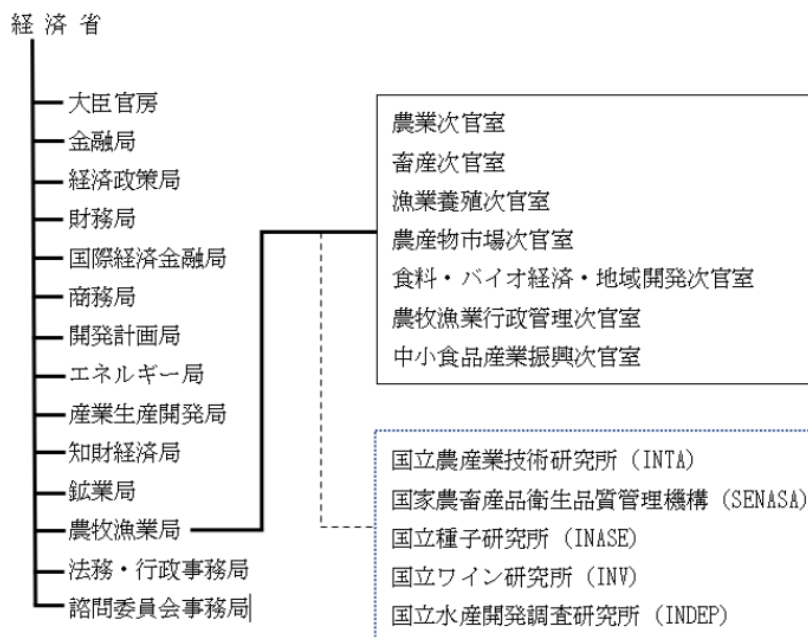 経済省
大臣官房
金融局
経済政策局
財務局
国際経済金融局
商務局
開発計画局
エネルギー局
産業生産開発局
知財経済局
鉱業局
農牧漁業局
法務・行政事務局
諮問委員会事務局
農業次官室
畜産次官室
漁業養殖次官室
農産物市場次官室
食料・バイオ経済・地域開発次官室
農牧漁業行政管理次官室
中小食品産業振興次官室
国立農産業技術研究所 (INTA)
国家農畜産品衛生品質管理機構 (SENASA)
国立種子研究所 (INASE)
国立ワイン研究所 (INV)
国立水産開発調査研究所 (INDEP)